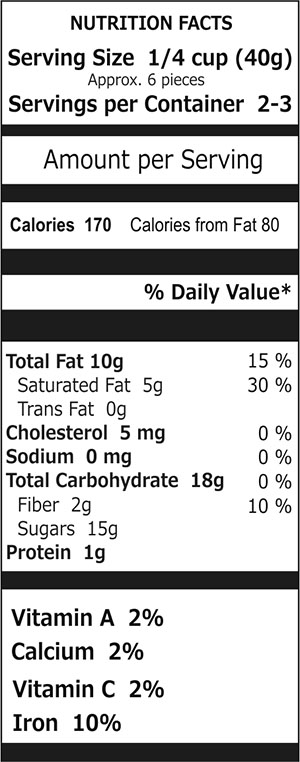 NUTRITION FACTS
Serving Size 1/4 cup (40g)
Approx. 6 pieces
Servings per Container 2-3
Amount per Serving
Calories 170 Calories from Fat 80
% Daily Value*
Total Fat 10g 15 %
Saturated Fat 5g 30 %
Trans Fat 0g
Cholesterol 5 mg 0 %
Sodium 0 mg 0 %
Total Carbohydrate 18g 0 %
Fiber 2g 10 %
Sugars 15g
Protein 1g
Vitamin A 2%
Calcium 2%
Vitamin C 2%
Iron 10%